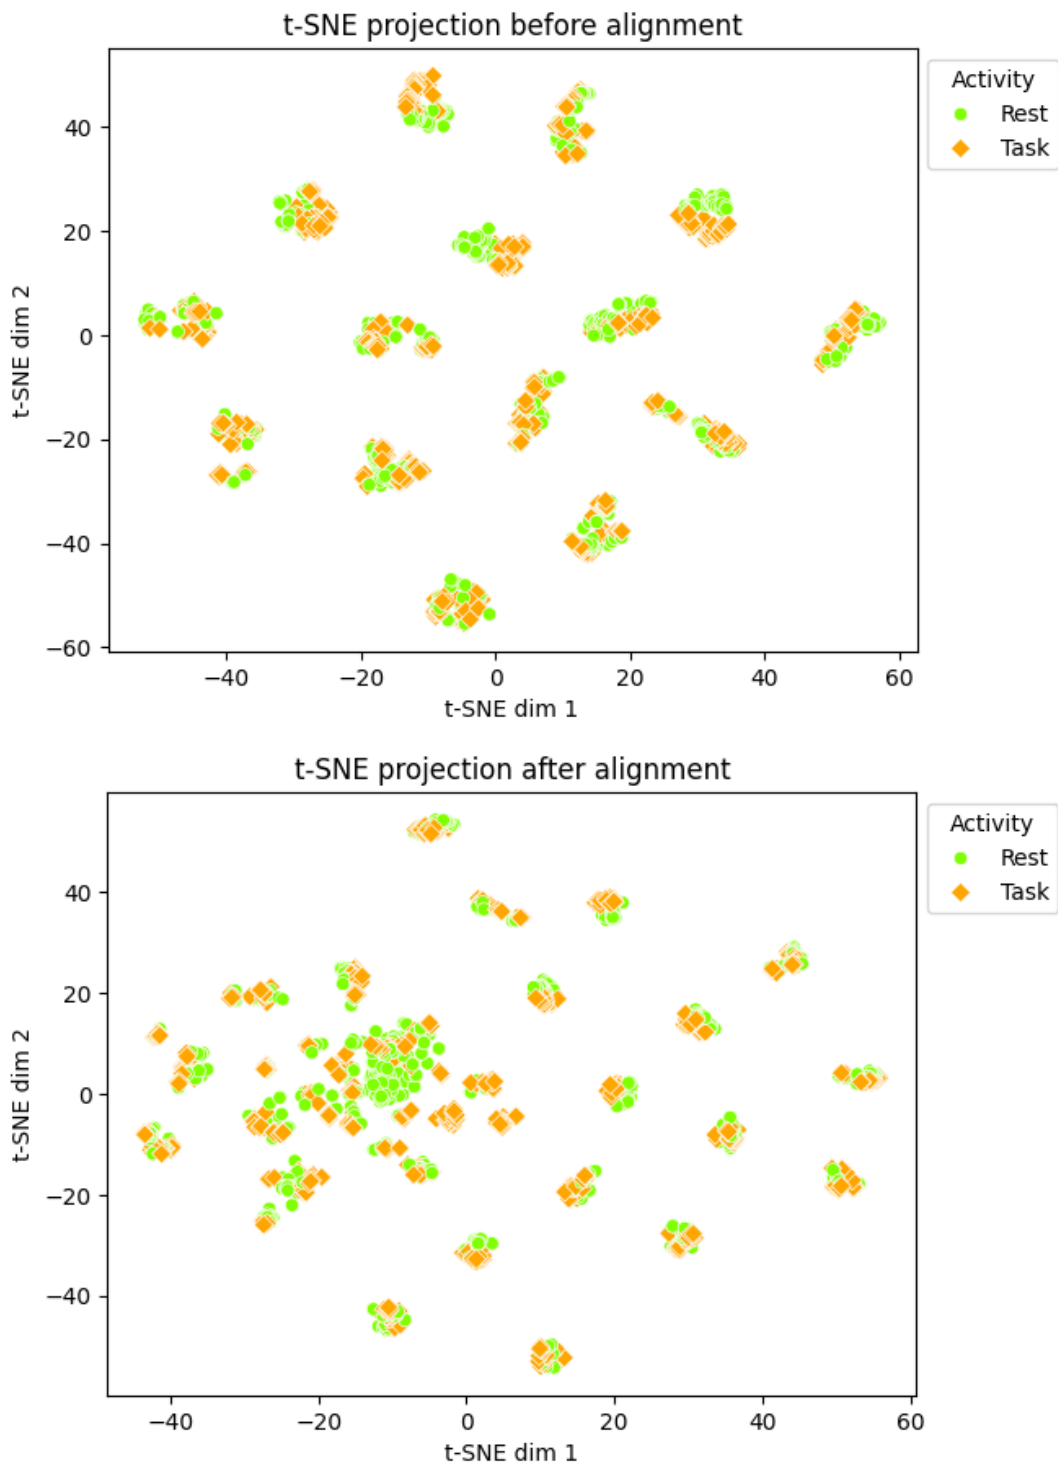 t-SNE projection before alignment
Activity
Rest
Task
40
20
0
−20
−40
−60
t-SNE dim 2
−40
−20
0
20
40
60
t-SNE dim 1
t-SNE projection after alignment
Activity
Rest
Task
40
20
0
−20
−40
t-SNE dim 2
−40
−20
0
20
40
60
t-SNE dim 1